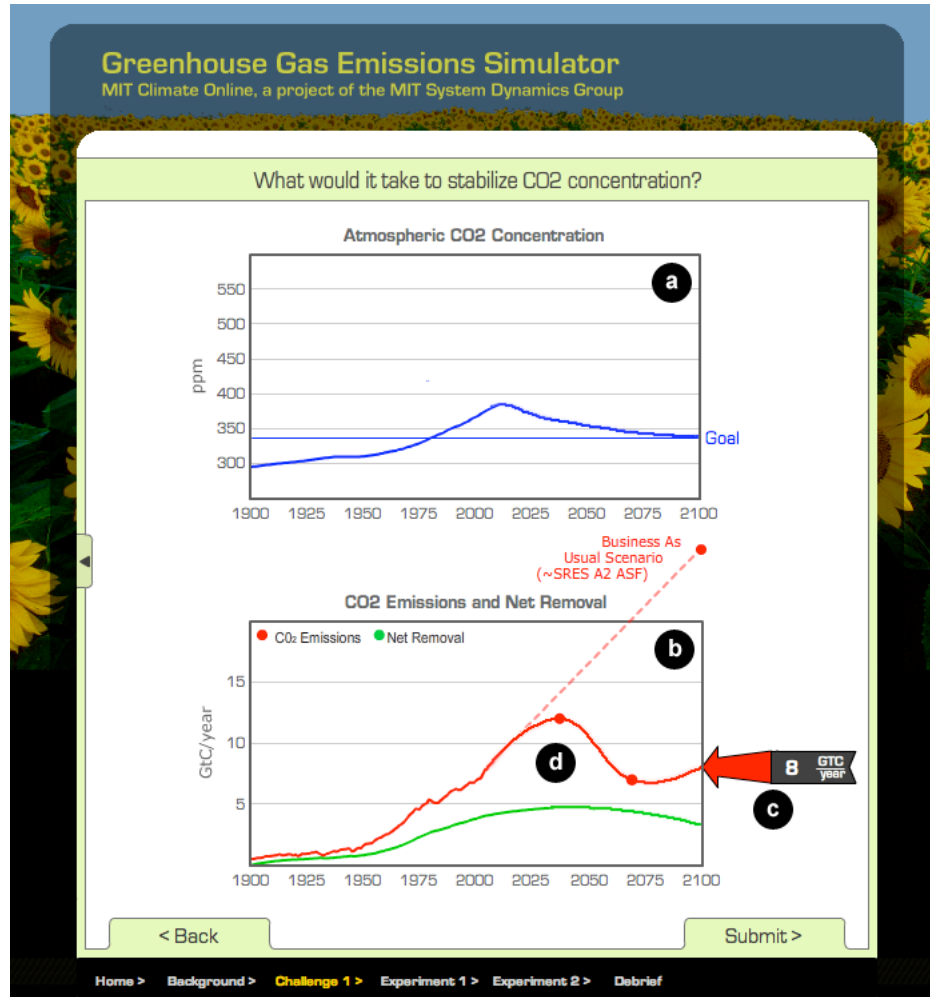 Greenhouse Gas Emissions Simulator
MIT Climate Online, a project of the MIT System Dynamics Group
What would it take to stabilize CO2 concentration?
Atmospheric CO2 Concentration
a
550
500
450
400
350
300
ppm
Goal
1900 1925 1950 1975 2000 2025 2050 2075 2100
Business As
Usual Scenario
(~SRES A2 ASF)
CO2 Emissions and Net Removal
CO₂ Emissions Net Removal
b
15
10
5
GtC/year
d
8 GTC
year
c
1900 1925 1950 1975 2000 2025 2050 2075 2100
< Back
Submit >
Home > Background > Challenge 1 > Experiment 1 > Experiment 2 > Debrief